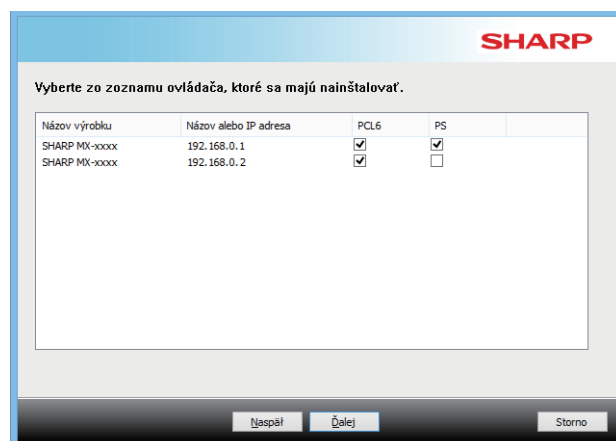 SHARP
Vyberte zo zoznamu ovládača, ktoré sa majú nainštalovať.
Názov výrobku Názov alebo IP adresa PCL6 PS
SHARP MX-xxxx 192.168.0.1
SHARP MX-xxxx 192.168.0.2
Naspäť Ďalej Storno